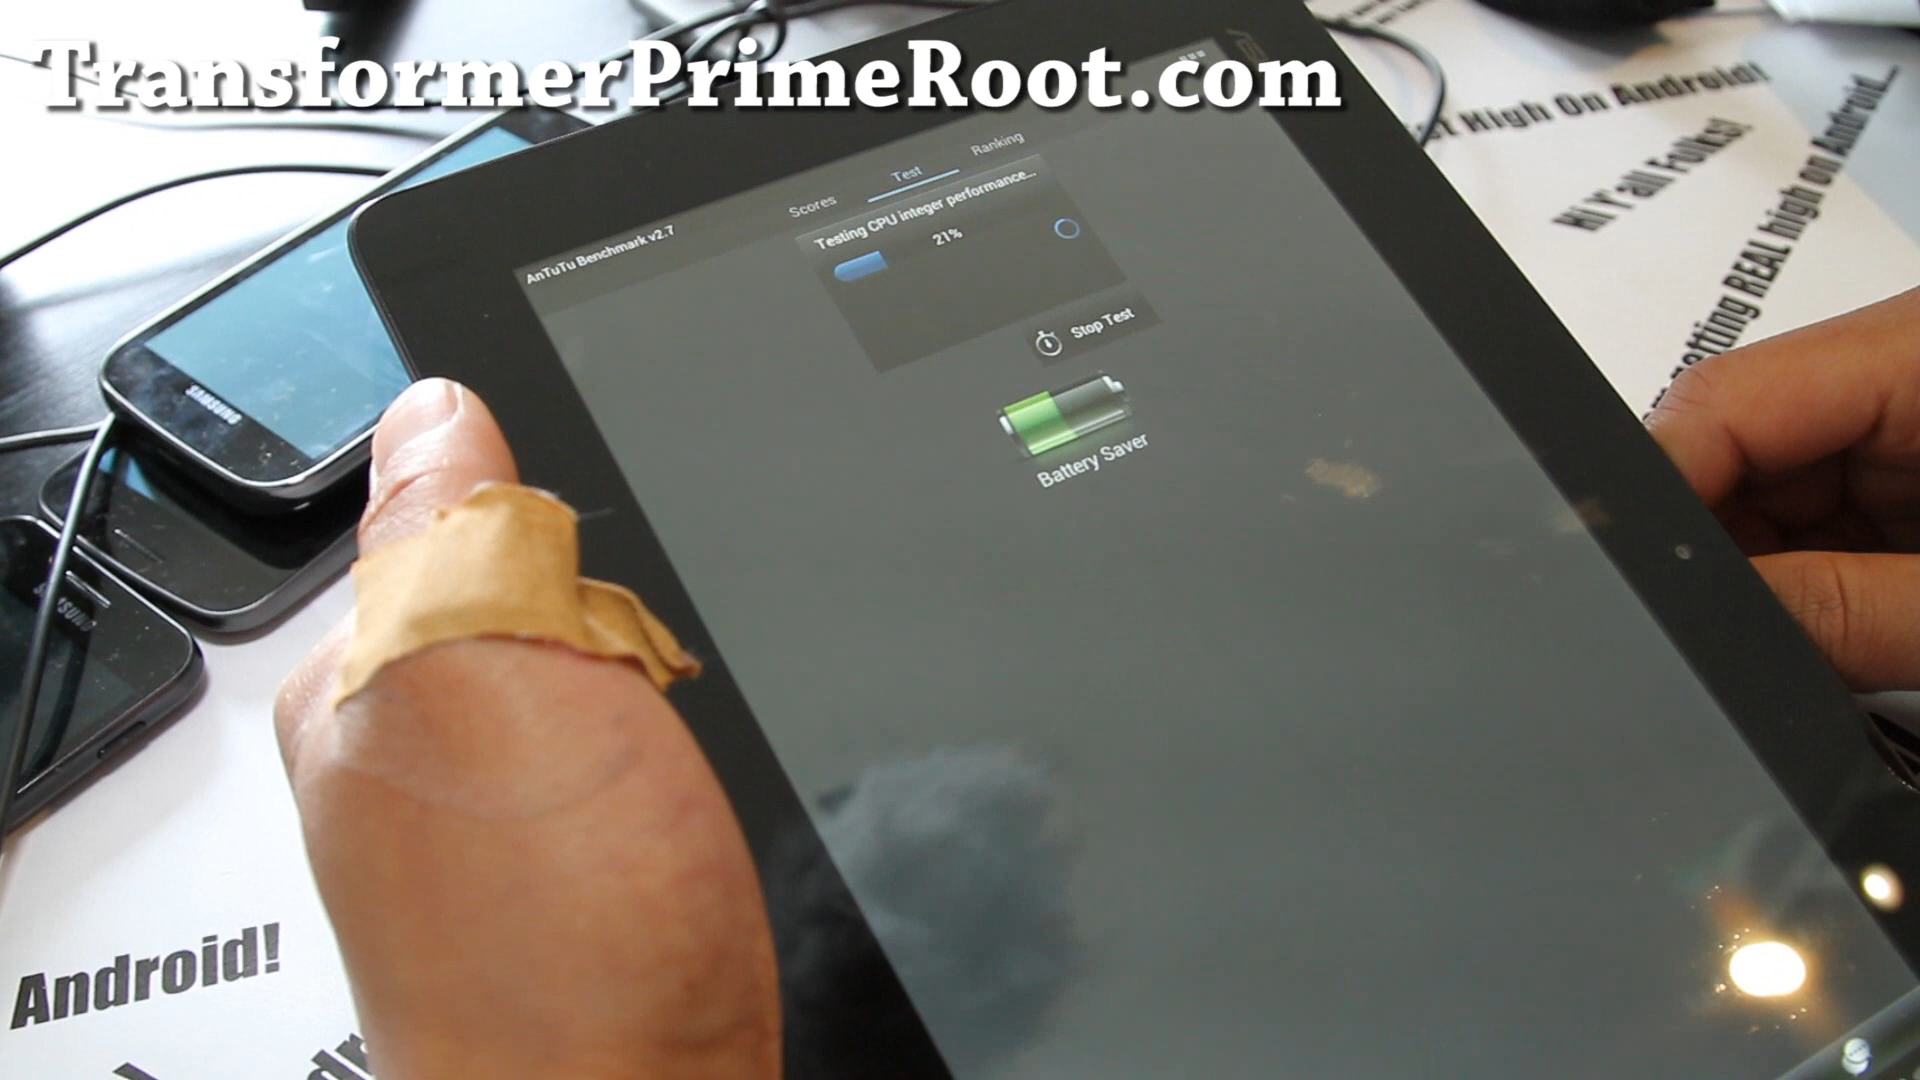 TransformerPrimeRoot.com
AnTuTu Benchmark v2.7
Scores
Test
Ranking
Testing CPU integer performance...
21%
Stop Test
Battery Saver
SAMSUNG
High On Android!
Hi Y'all Folks!
getting REAL high on Android...
Android!